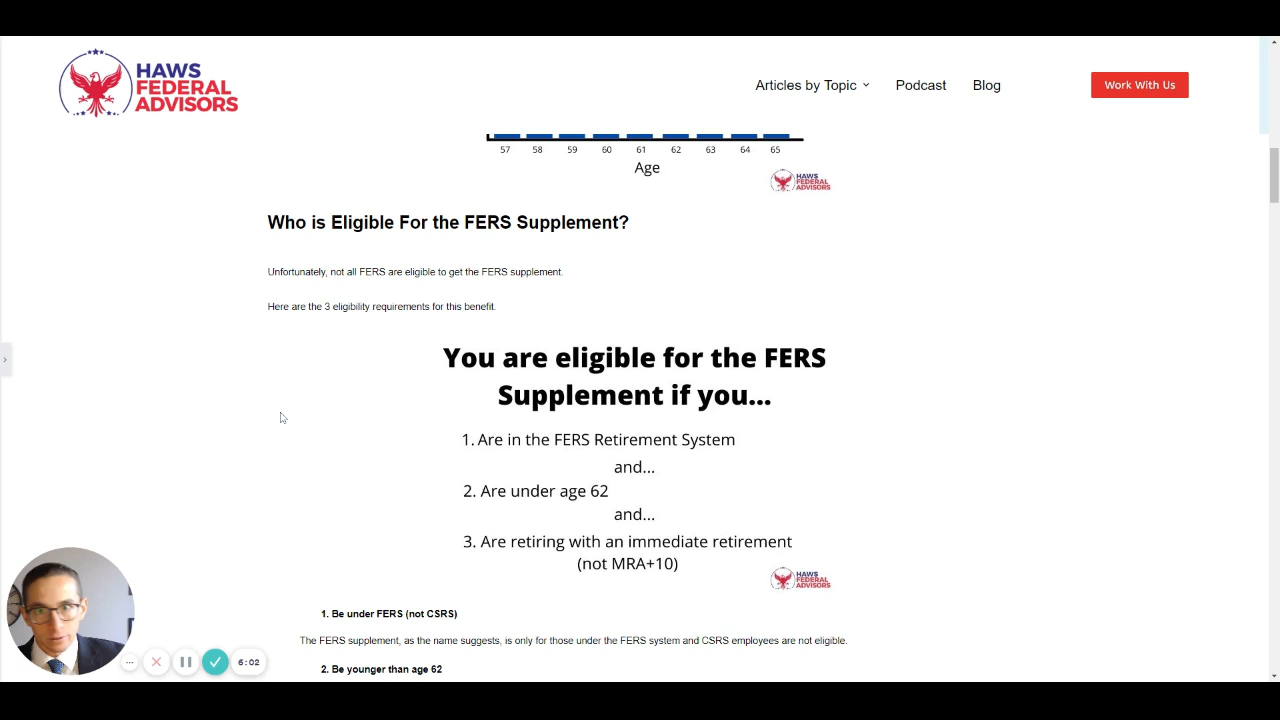 HAWS
FEDERAL
ADVISORS
Articles by Topic
Podcast
Blog
Work With Us
57 58 59 60 61 62 63 64 65
Age
HAWS
FEDERAL
ADVISORS
Who is Eligible For the FERS Supplement?
Unfortunately, not all FERS are eligible to get the FERS supplement.
Here are the 3 eligibility requirements for this benefit.
You are eligible for the FERS
Supplement if you...
1. Are in the FERS Retirement System
and...
2. Are under age 62
and...
3. Are retiring with an immediate retirement
(not MRA+10)
HAWS
FEDERAL
ADVISORS
1. Be under FERS (not CSRS)
The FERS supplement, as the name suggests, is only for those under the FERS system and CSRS employees are not eligible.
2. Be younger than age 62
6:02